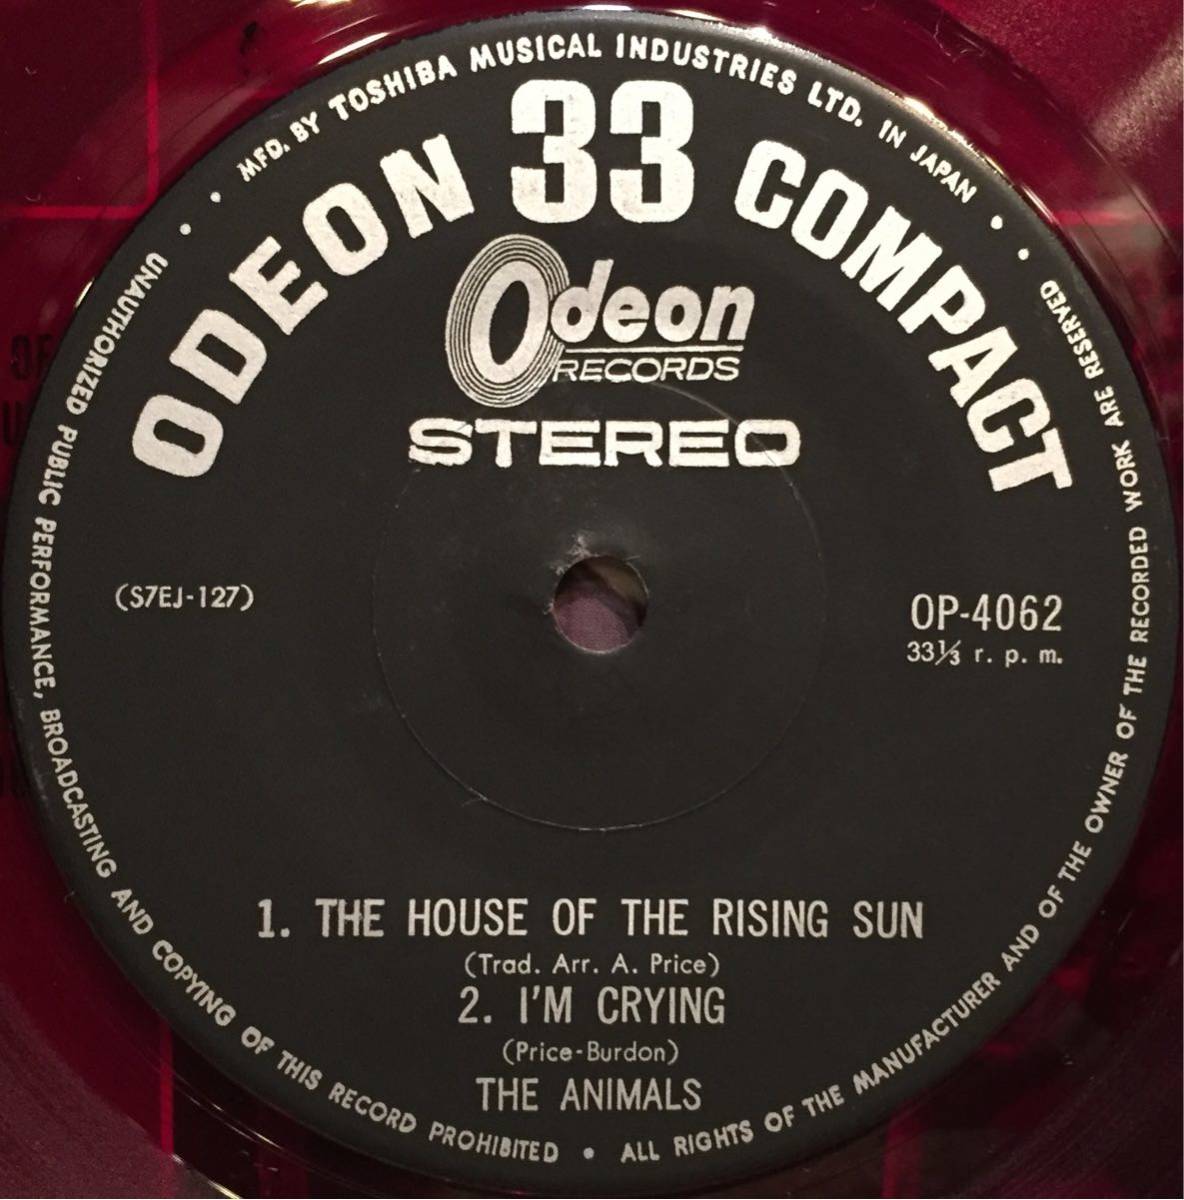 MFD. BY TOSHIBA MUSICAL INDUSTRIES LTD. IN JAPAN
ODEON 33 COMPACT
Odeon
RECORDS
STEREO
(S7EJ-127)
OP-4062
33⅓ r. p. m.
1. THE HOUSE OF THE RISING SUN
(Trad. Arr. A. Price)
2. I'M CRYING
(Price-Burdon)
THE ANIMALS
UNAUTHORIZED PUBLIC PERFORMANCE, BROADCASTING AND COPYING OF THIS RECORD PROHIBITED • ALL RIGHTS OF THE MANUFACTURER AND OF THE OWNER OF THE RECORDED WORK ARE RESERVED